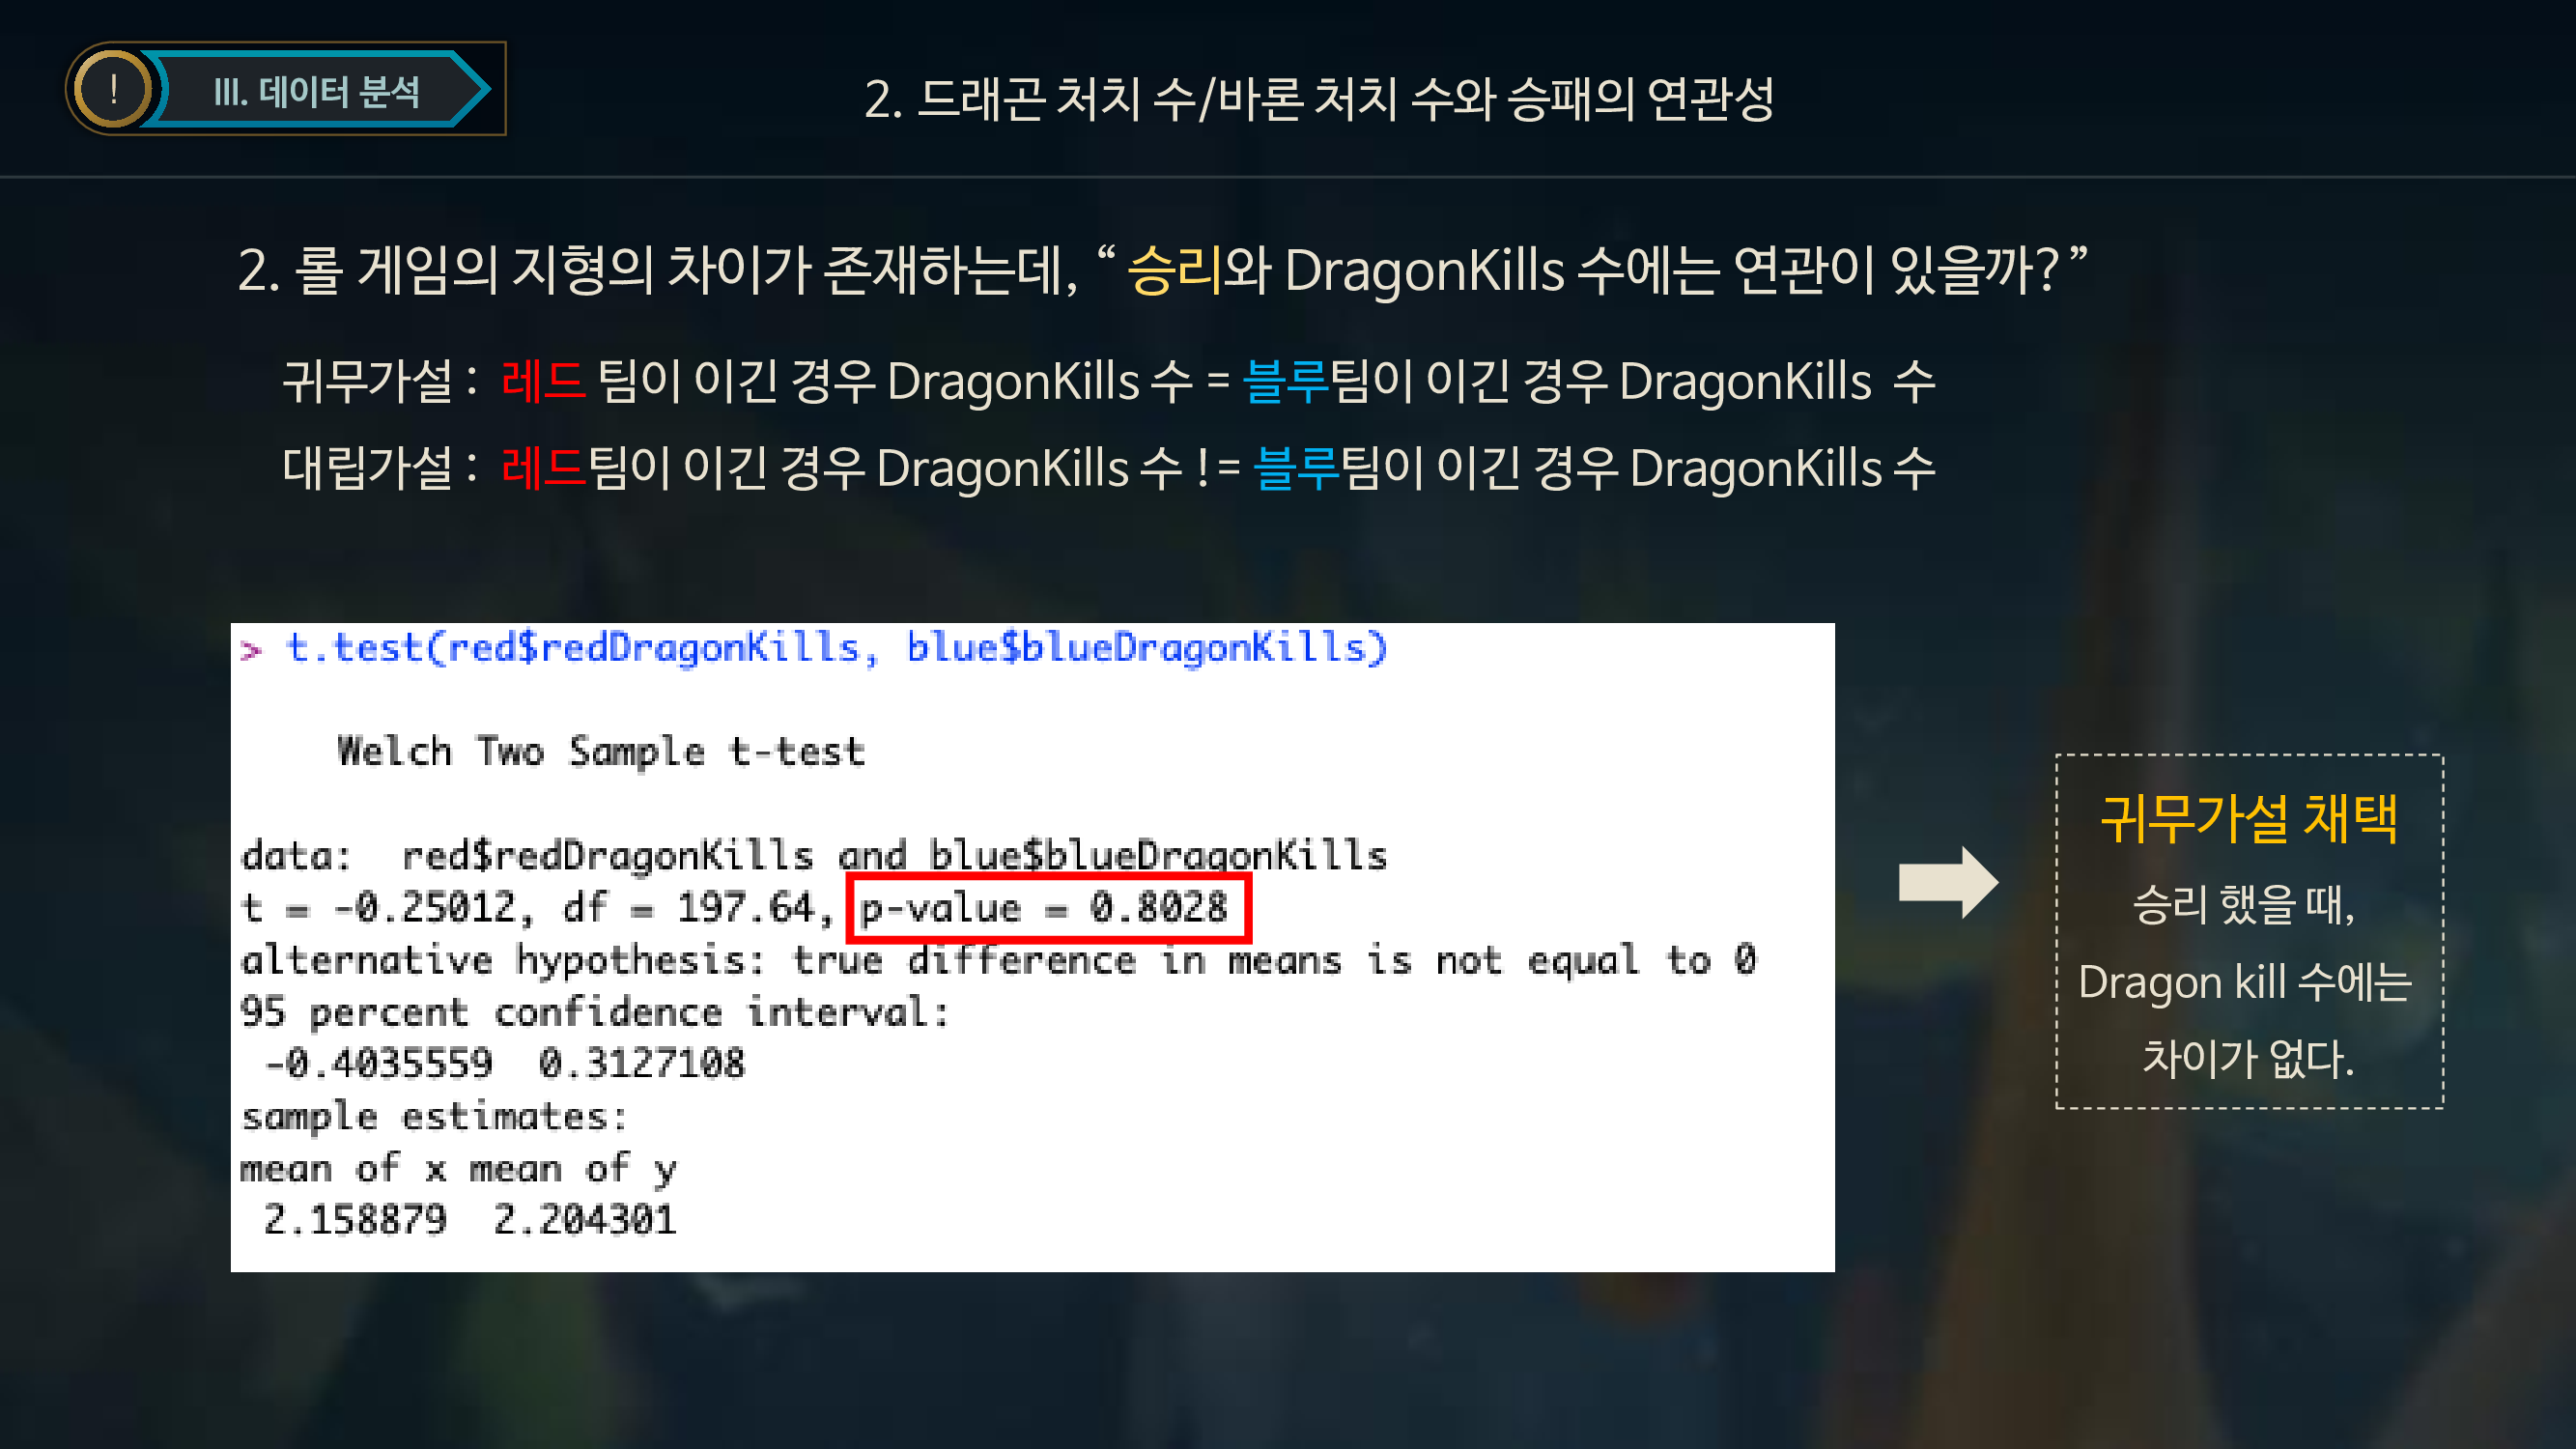 !
III. 데이터 분석
2. 드래곤 처치 수/바론 처치 수와 승패의 연관성
2. 롤 게임의 지형의 차이가 존재하는데, “ 승리와 DragonKills 수에는 연관이 있을까? ”
귀무가설 : 레드 팀이 이긴 경우 DragonKills 수 = 블루팀이 이긴 경우 DragonKills 수
대립가설 : 레드팀이 이긴 경우 DragonKills 수 != 블루팀이 이긴 경우 DragonKills 수
> t.test(red$redDragonKills, blue$blueDragonKills)
Welch Two Sample t-test
data: red$redDragonKills and blue$blueDragonKills
t = -0.25012, df = 197.64, p-value = 0.8028
alternative hypothesis: true difference in means is not equal to 0
95 percent confidence interval:
-0.4035559 0.3127108
sample estimates:
mean of x mean of y
2.158879 2.204301
귀무가설 채택
승리 했을 때,
Dragon kill 수에는
차이가 없다.